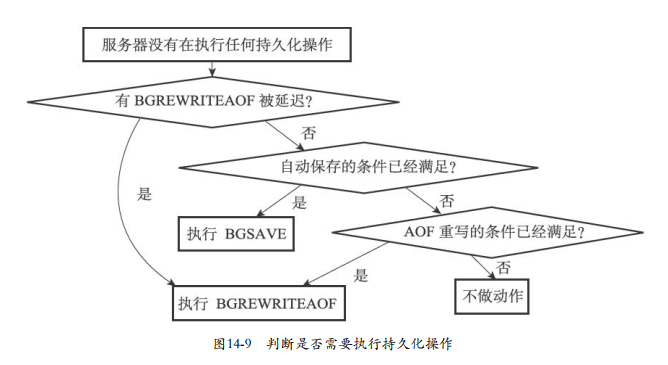 服务器没有在执行任何持久化操作
有 BGREWRITEAOF 被延迟？
否
自动保存的条件已经满足？
是
是
否
执行 BGSAVE
AOF 重写的条件已经满足？
是
否
执行 BGREWRITEAOF
不做动作
图14-9 判断是否需要执行持久化操作